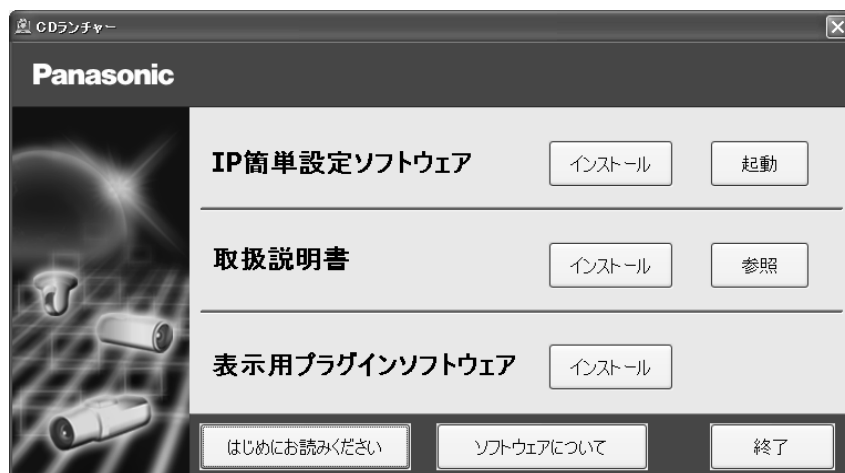 CDランチャー
Panasonic
IP簡単設定ソフトウェア
インストール
起動
取扱説明書
インストール
参照
表示用プラグインソフトウェア
インストール
はじめにお読みください
ソフトウェアについて
終了